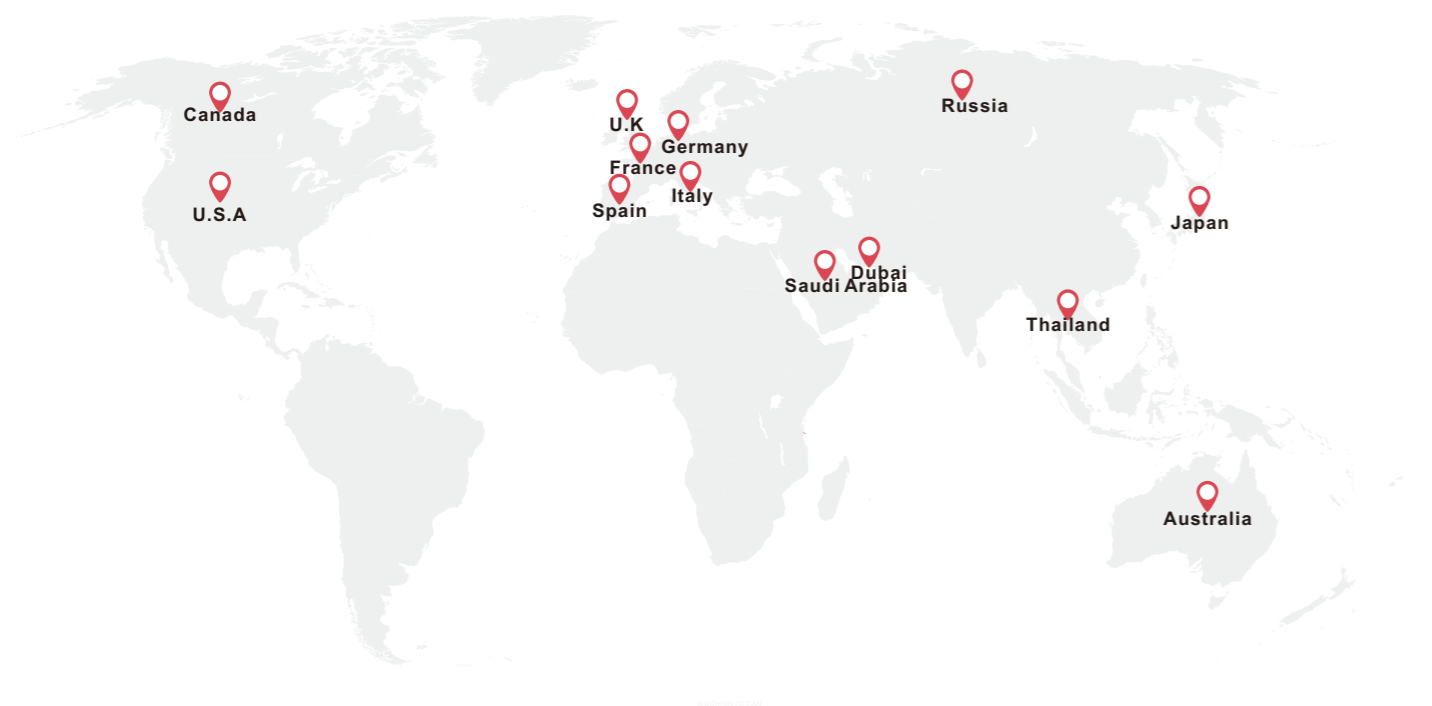 Canada
U.S.A
U.K
Germany
France
Italy
Spain
Russia
Japan
Dubai
Saudi Arabia
Thailand
Australia